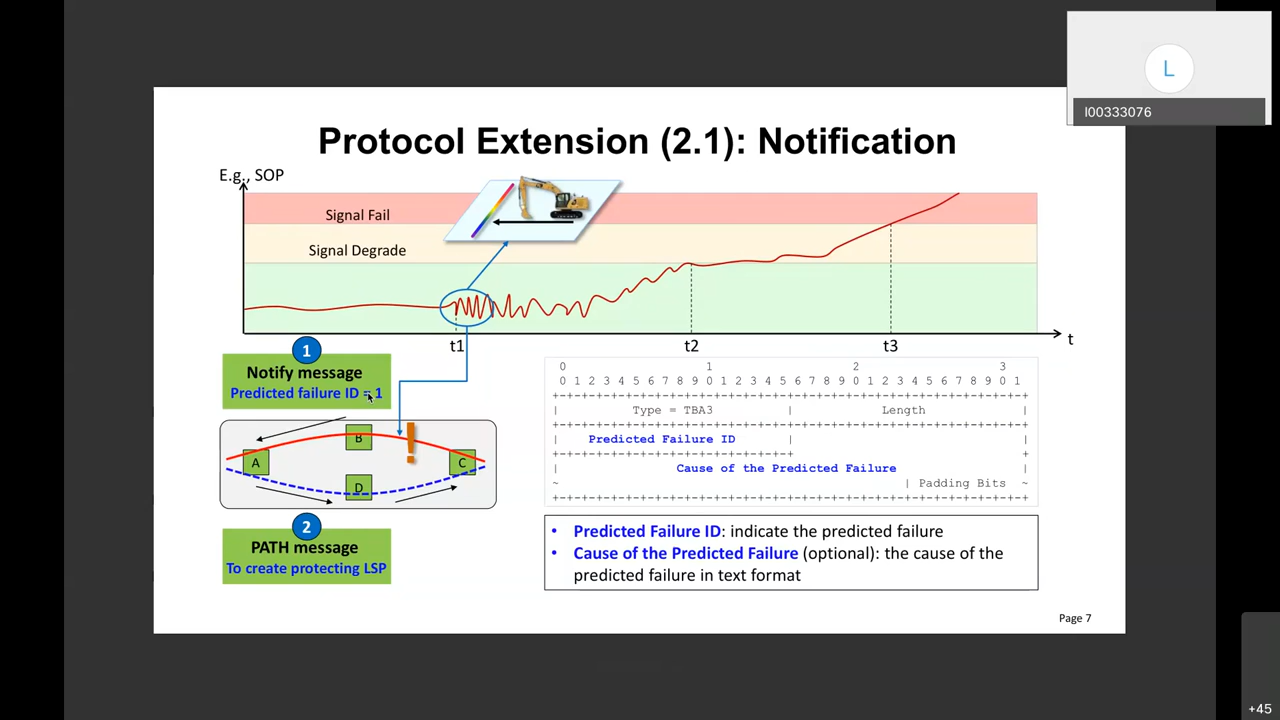 L
l00333076
Protocol Extension (2.1): Notification
E.g., SOP
Signal Fail
Signal Degrade
t1
t2
t3
t
1
Notify message
Predicted failure ID = 1
B
!
A
C
D
2
PATH message
To create protecting LSP
0 1 2 3
0 1 2 3 4 5 6 7 8 9 0 1 2 3 4 5 6 7 8 9 0 1 2 3 4 5 6 7 8 9 0 1
+-+-+-+-+-+-+-+-+-+-+-+-+-+-+-+-+-+-+-+-+-+-+-+-+-+-+-+-+-+-+-+-+
| Type = TBA3 | Length |
+-+-+-+-+-+-+-+-+-+-+-+-+-+-+-+-+-+-+-+-+-+-+-+-+-+-+-+-+-+-+-+-+
| Predicted Failure ID | |
+-+-+-+-+-+-+-+-+-+-+-+-+-+-+-+-+ +
| Cause of the Predicted Failure |
~ | Padding Bits ~
+-+-+-+-+-+-+-+-+-+-+-+-+-+-+-+-+-+-+-+-+-+-+-+-+-+-+-+-+-+-+-+-+
• Predicted Failure ID: indicate the predicted failure
• Cause of the Predicted Failure (optional): the cause of the
predicted failure in text format
Page 7
+45